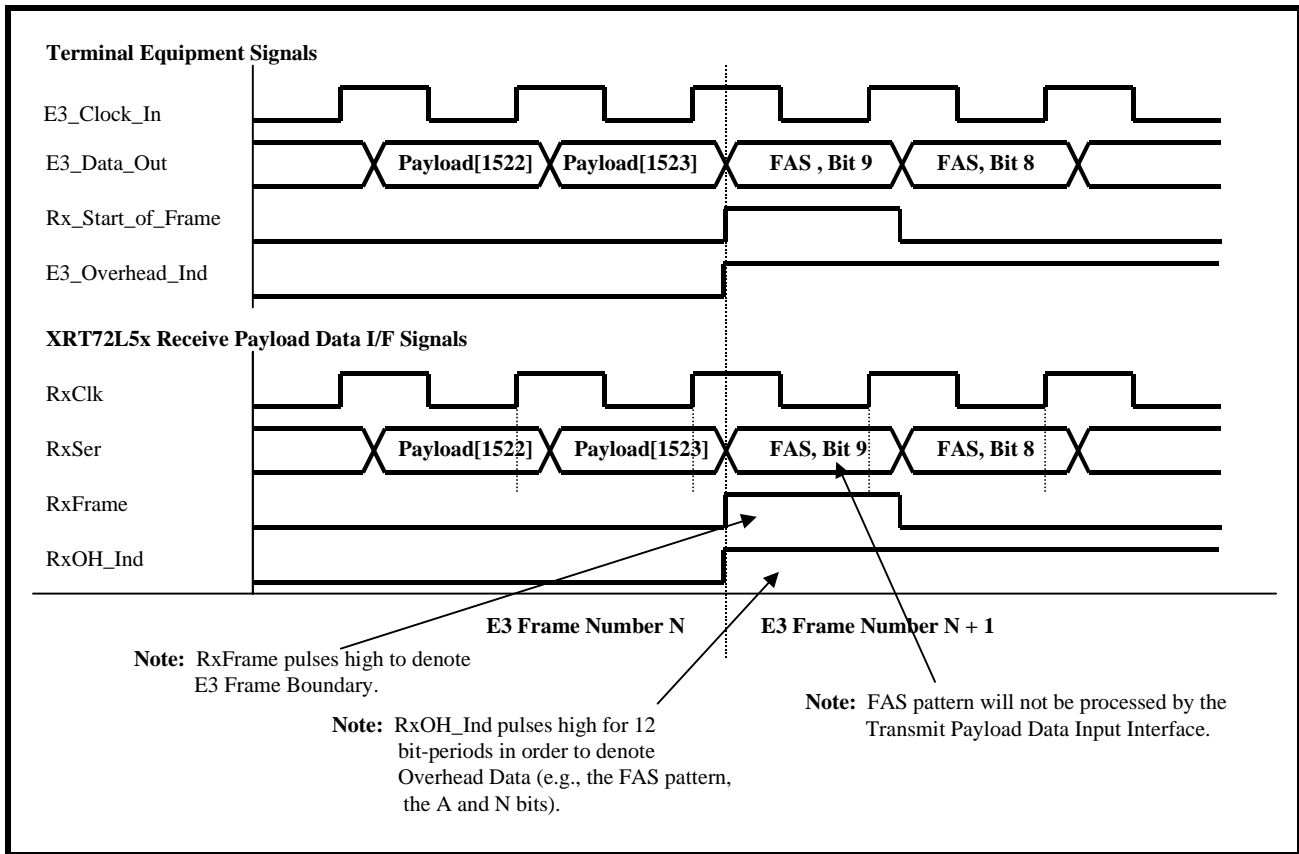 Terminal Equipment Signals
E3_Clock_In
E3_Data_Out
Payload[1522]
Payload[1523]
FAS , Bit 9
FAS, Bit 8
Rx_Start_of_Frame
E3_Overhead_Ind
XRT72L5x Receive Payload Data I/F Signals
RxClk
RxSer
Payload[1522]
Payload[1523]
FAS, Bit 9
FAS, Bit 8
RxFrame
RxOH_Ind
E3 Frame Number N
E3 Frame Number N + 1
Note: RxFrame pulses high to denote
E3 Frame Boundary.
Note: FAS pattern will not be processed by the
Transmit Payload Data Input Interface.
Note: RxOH_Ind pulses high for 12
bit-periods in order to denote
Overhead Data (e.g., the FAS pattern,
the A and N bits).